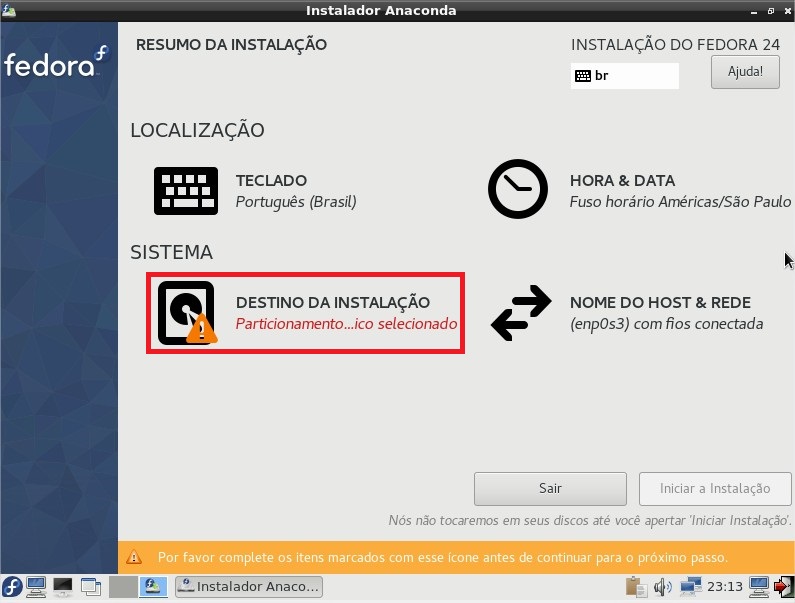 Instalador Anaconda
fedora
RESUMO DA INSTALAÇÃO
INSTALAÇÃO DO FEDORA 24
br
Ajuda!
LOCALIZAÇÃO
TECLADO
Português (Brasil)
HORA & DATA
Fuso horário Américas/São Paulo
SISTEMA
DESTINO DA INSTALAÇÃO
Particionamento...ico selecionado
NOME DO HOST & REDE
(enp0s3) com fios conectada
Sair
Iniciar a Instalação
Nós não tocaremos em seus discos até você apertar 'Iniciar Instalação'.
Por favor complete os itens marcados com esse ícone antes de continuar para o próximo passo.
Instalador Anaco...
23:13